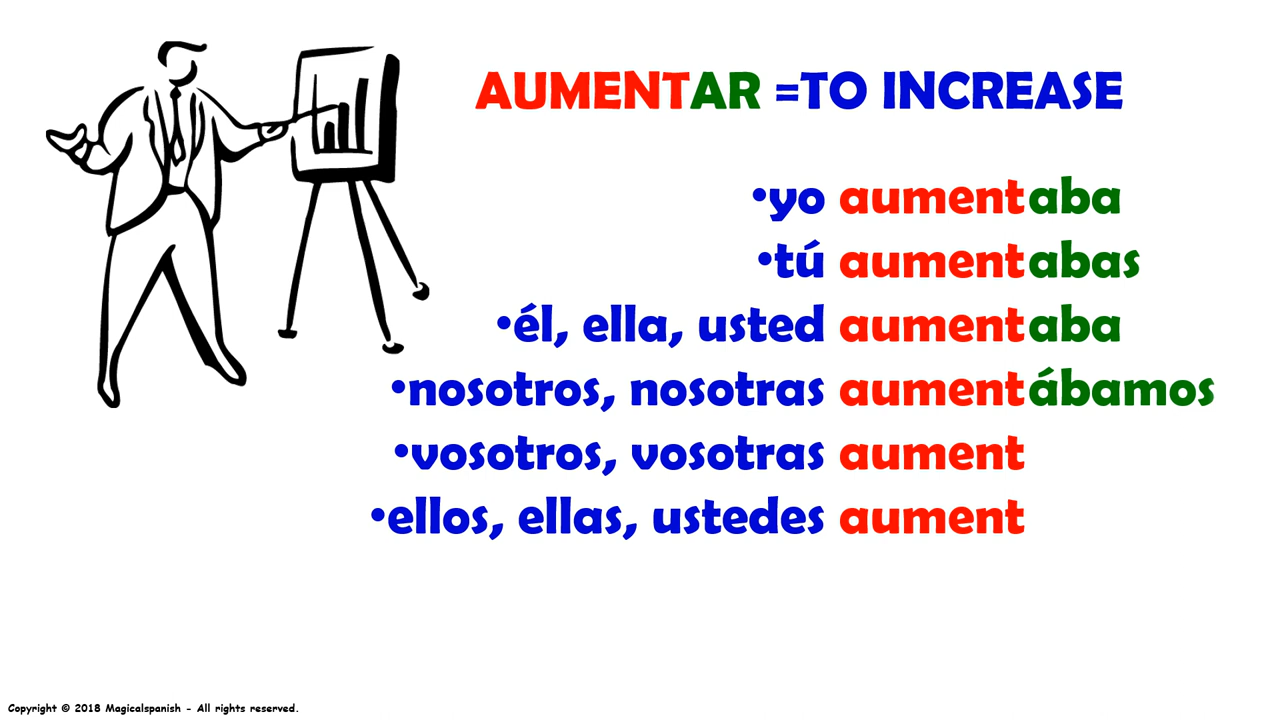 AUMENTAR =TO INCREASE
•yo aumentaba
•tú aumentabas
•él, ella, usted aumentaba
•nosotros, nosotras aumentábamos
•vosotros, vosotras aument
•ellos, ellas, ustedes aument
Copyright © 2018 Magicalspanish - All rights reserved.